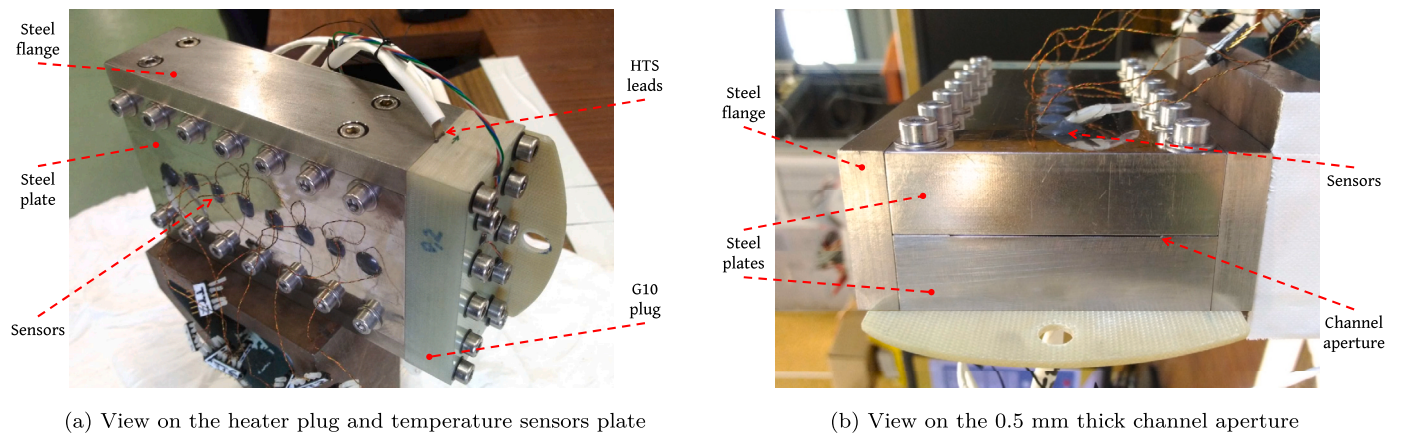 Steel
flange
HTS
leads
Steel
plate
Sensors
G10
plug
0,2
Steel
flange
Sensors
Steel
plates
Channel
aperture
(a) View on the heater plug and temperature sensors plate
(b) View on the 0.5 mm thick channel aperture